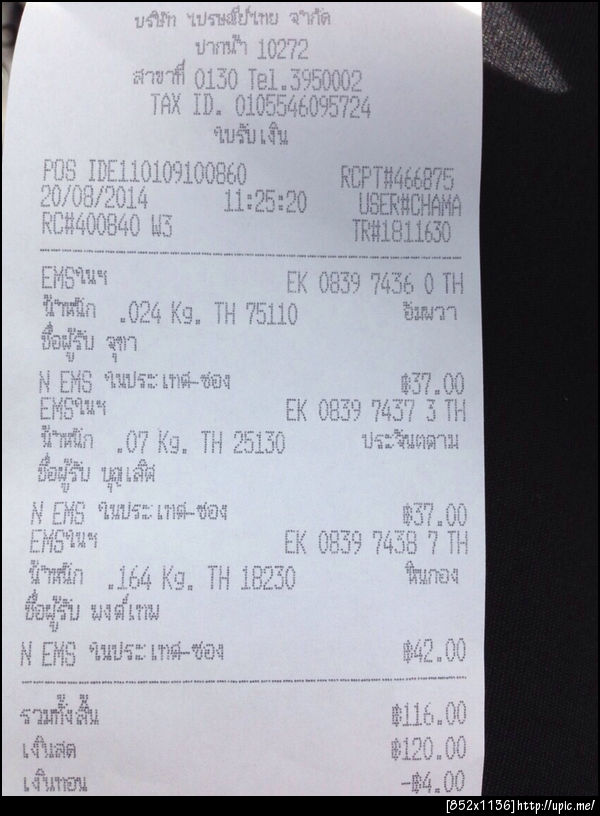 บริษัท ไปรษณีย์ไทย จำกัด
ปากน้ำ 10272
สาขาที่ 0130 Tel.3950002
TAX ID. 0105546095724
ใบรับเงิน
POS IDE110109100860 RCPT#466875
20/08/2014 11:25:20 USER#CHAMA
RC#400840 W3 TR#1811630
EMSในฯ EK 0839 7436 0 TH
น้ำหนัก .024 Kg. TH 75110 อัมพวา
ชื่อผู้รับ จุฑา
N EMS ในประเทศ-ซอง ฿37.00
EMSในฯ EK 0839 7437 3 TH
น้ำหนัก .07 Kg. TH 25130 ประจันตคาม
ชื่อผู้รับ บุญเลิศ
N EMS ในประเทศ-ซอง ฿37.00
EMSในฯ EK 0839 7438 7 TH
น้ำหนัก .164 Kg. TH 18230 หินกอง
ชื่อผู้รับ พงศ์เทพ
N EMS ในประเทศ-ซอง ฿42.00
รวมทั้งสิ้น ฿116.00
เงินสด ฿120.00
เงินทอน -฿4.00
[852x1136]http://upic.me/